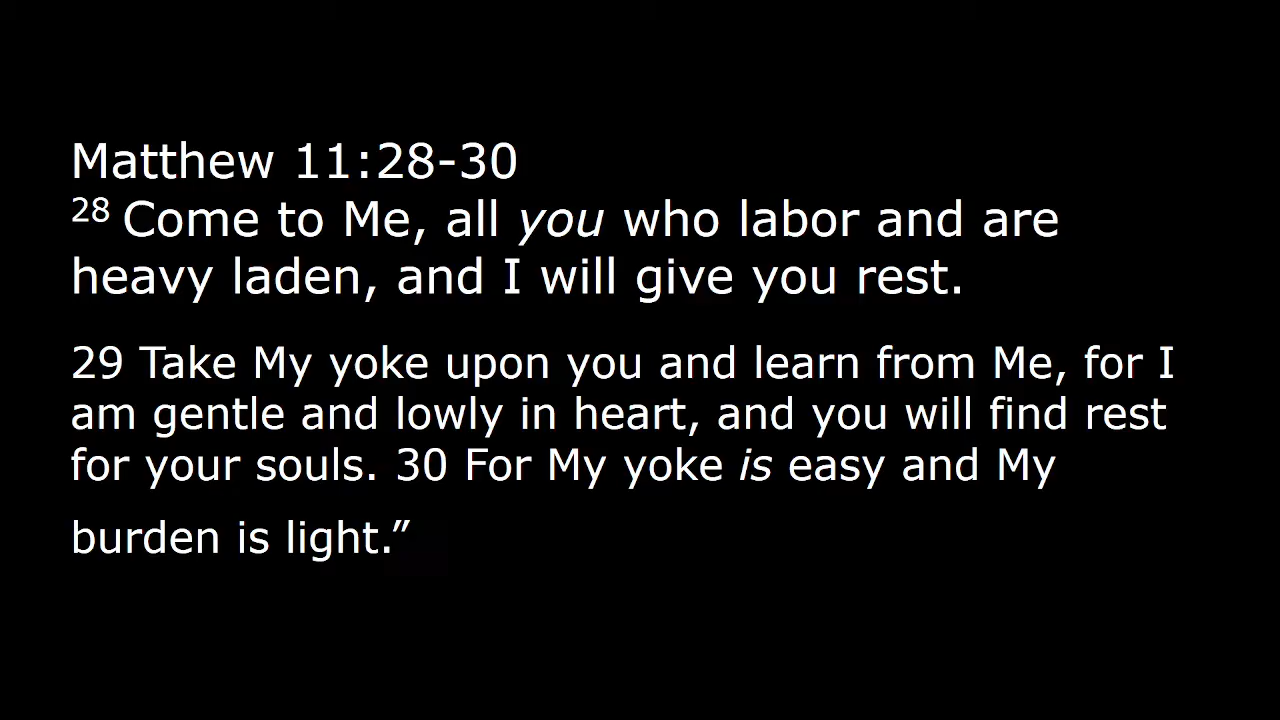 Matthew 11:28-30
28 Come to Me, all you who labor and are
heavy laden, and I will give you rest.
29 Take My yoke upon you and learn from Me, for I
am gentle and lowly in heart, and you will find rest
for your souls. 30 For My yoke is easy and My
burden is light.”